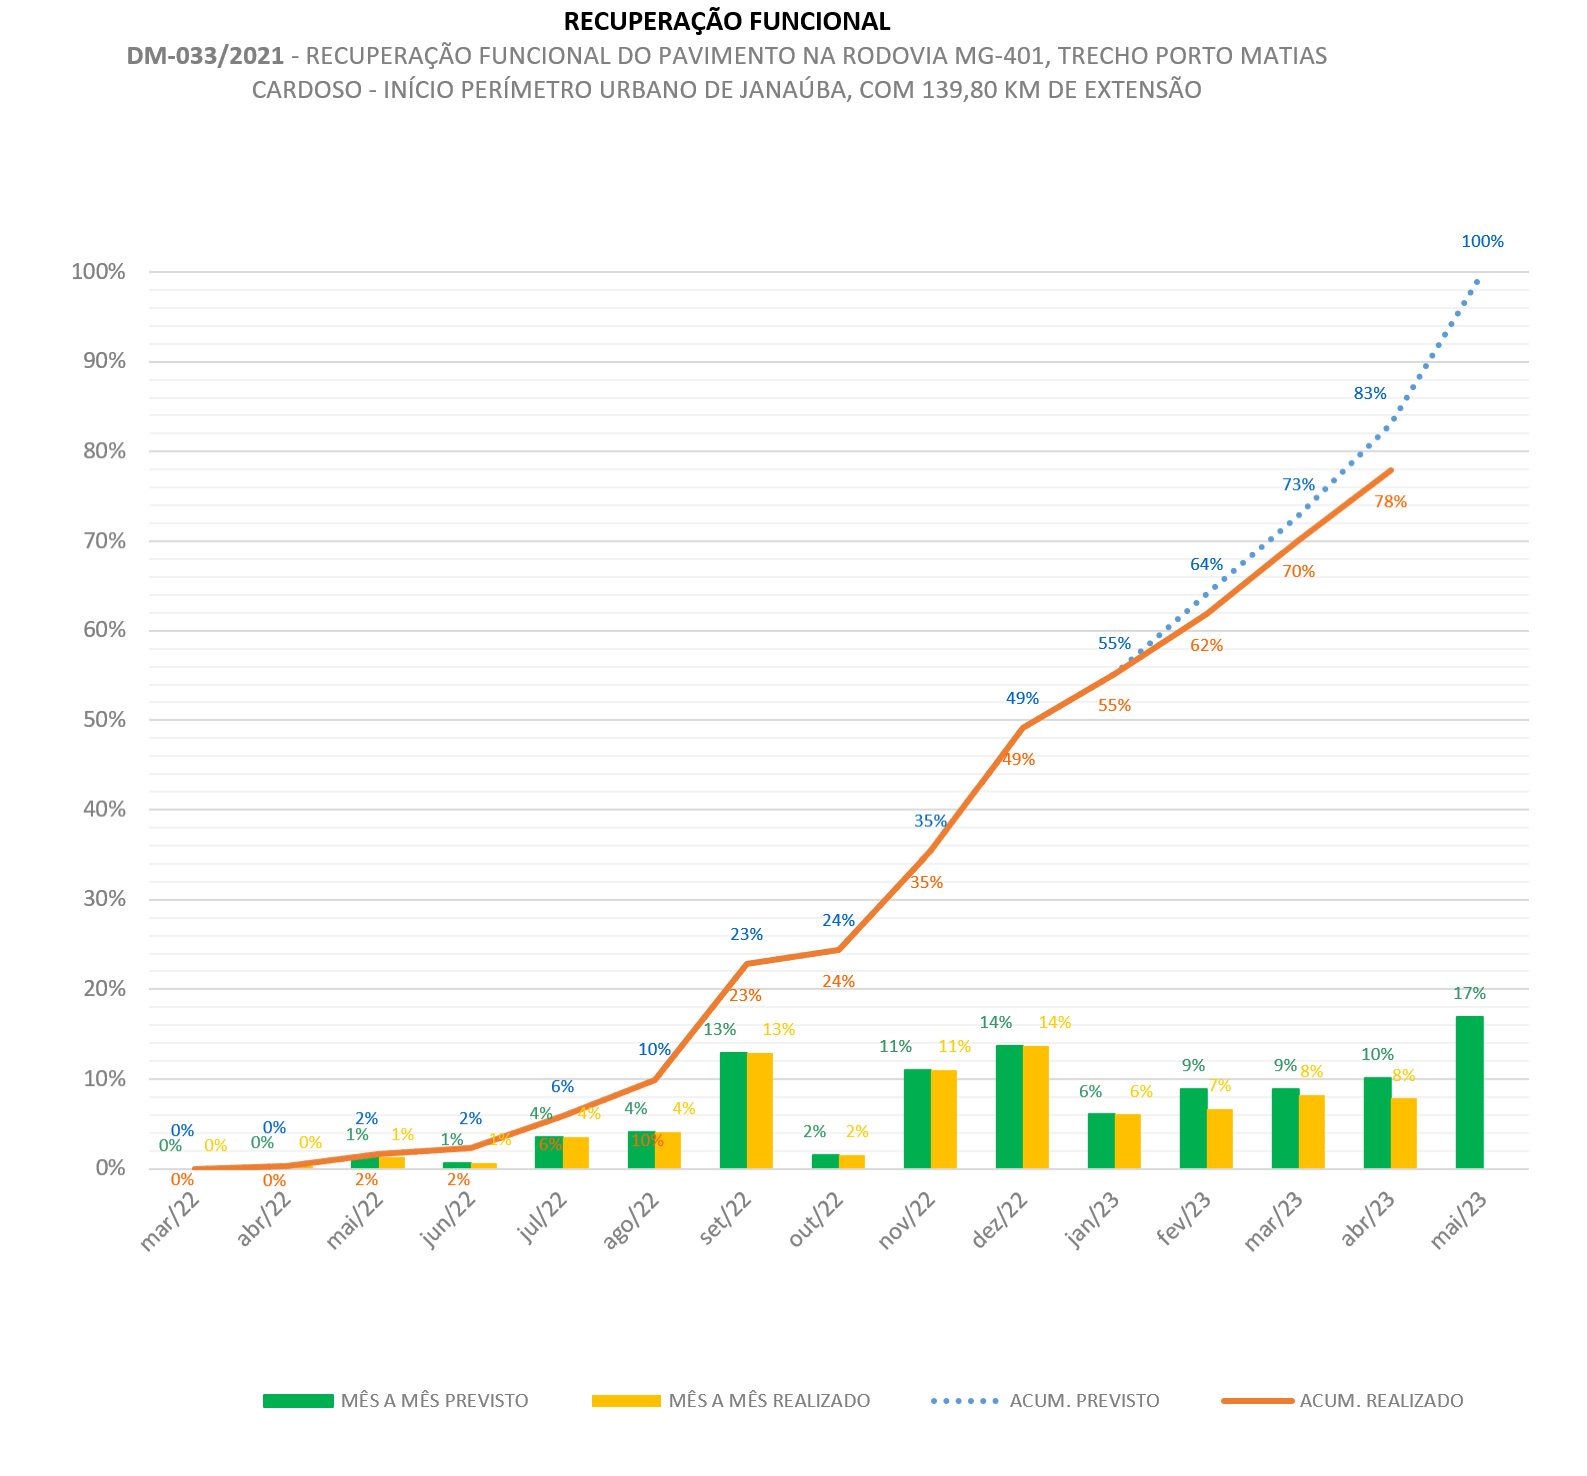 RECUPERAÇÃO FUNCIONAL
DM-033/2021 - RECUPERAÇÃO FUNCIONAL DO PAVIMENTO NA RODOVIA MG-401, TRECHO PORTO MATIAS
CARDOSO - INÍCIO PERÍMETRO URBANO DE JANAÚBA, COM 139,80 KM DE EXTENSÃO
100%
100%
90%
83%
80%
73%
78%
70%
64%
70%
60%
55%
62%
49%
55%
50%
49%
40%
35%
35%
30%
24%
23%
24%
23%
20%
17%
14% 14%
13% 13%
11% 11%
10%
10%
9% 9%
8% 8%
10%
6%
6% 6%
9% 7%
4% 4%
4% 4%
2%
2%
0%
0%
2% 2%
1% 1%
1% 1%
0% 0%
0% 0%
6%
10%
0%
0%
0%
2%
2%
mar/22
abr/22
mai/22
jun/22
jul/22
ago/22
set/22
out/22
nov/22
dez/22
jan/23
fev/23
mar/23
abr/23
mai/23
MÊS A MÊS PREVISTO
MÊS A MÊS REALIZADO
ACUM. PREVISTO
ACUM. REALIZADO